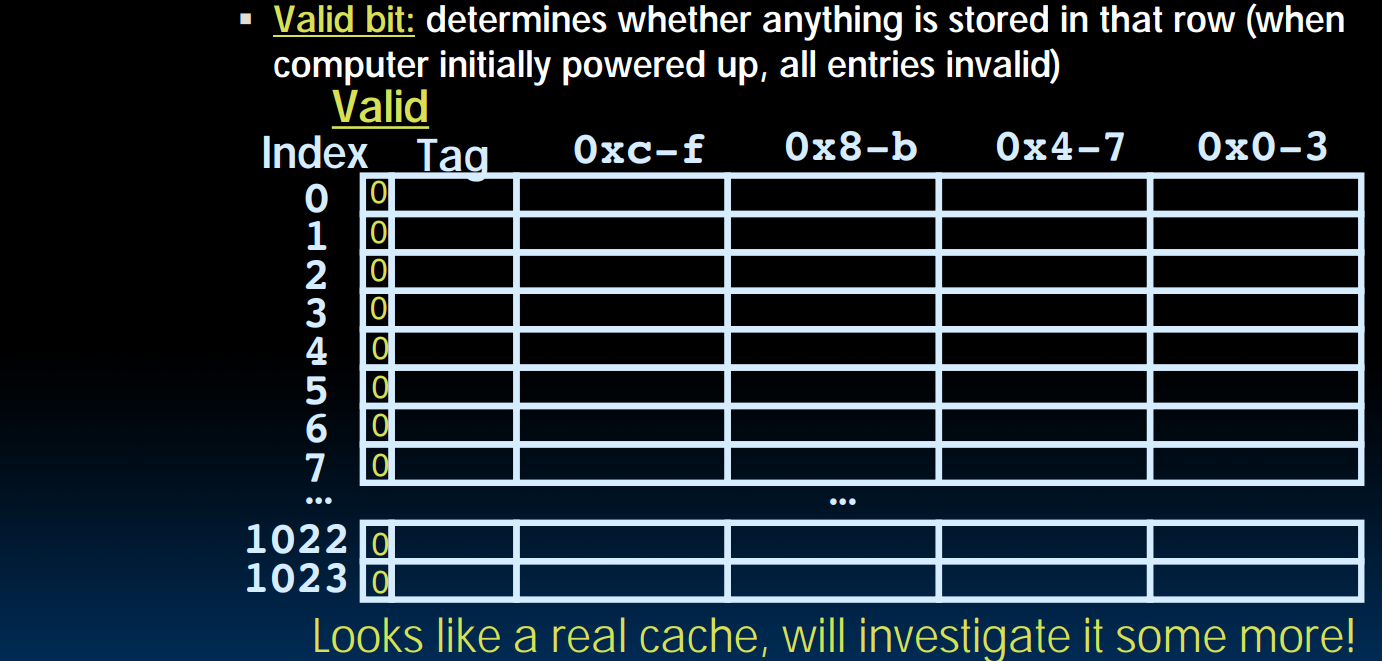 ▪ Valid bit: determines whether anything is stored in that row (when
computer initially powered up, all entries invalid)
Valid
Index Tag 0xc-f 0x8-b 0x4-7 0x0-3
0 0
1 0
2 0
3 0
4 0
5 0
6 0
7 0
... ...
1022 0
1023 0
Looks like a real cache, will investigate it some more!